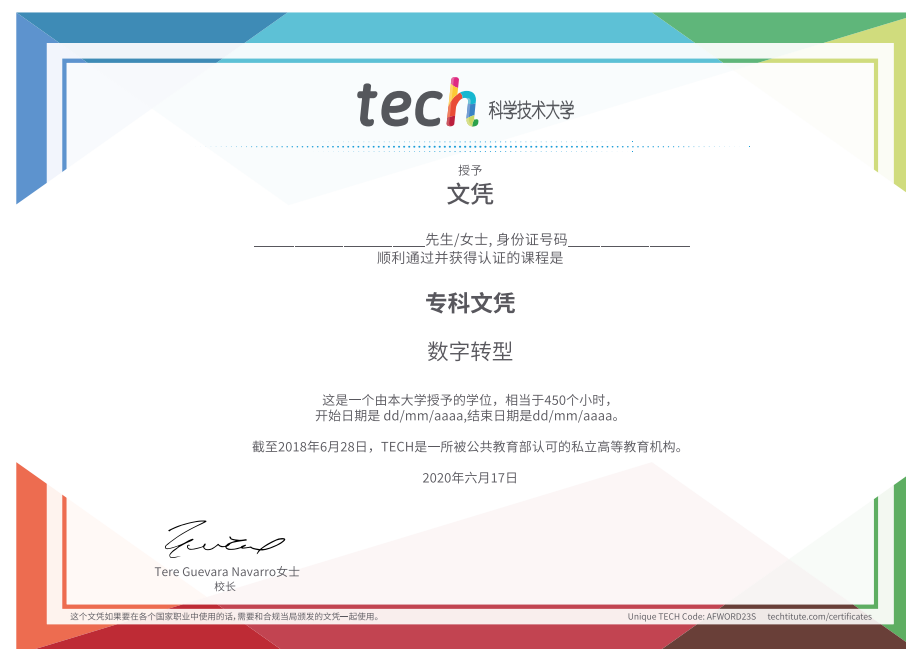 tech 科学技术大学
授予
文凭
____________________先生/女士, 身份证号码_______________
顺利通过并获得认证的课程是
专科文凭
数字转型
这是一个由本大学授予的学位，相当于450个小时，
开始日期是 dd/mm/aaaa,结束日期是dd/mm/aaaa。
截至2018年6月28日，TECH是一所被公共教育部认可的私立高等教育机构。
2020年六月17日
Tere Guevara Navarro女士
校长
这个文凭如果要在各个国家职业中使用的话,需要和合规当局颁发的文凭一起使用。
Unique TECH Code: AFWORD23S techtitute.com/certificates